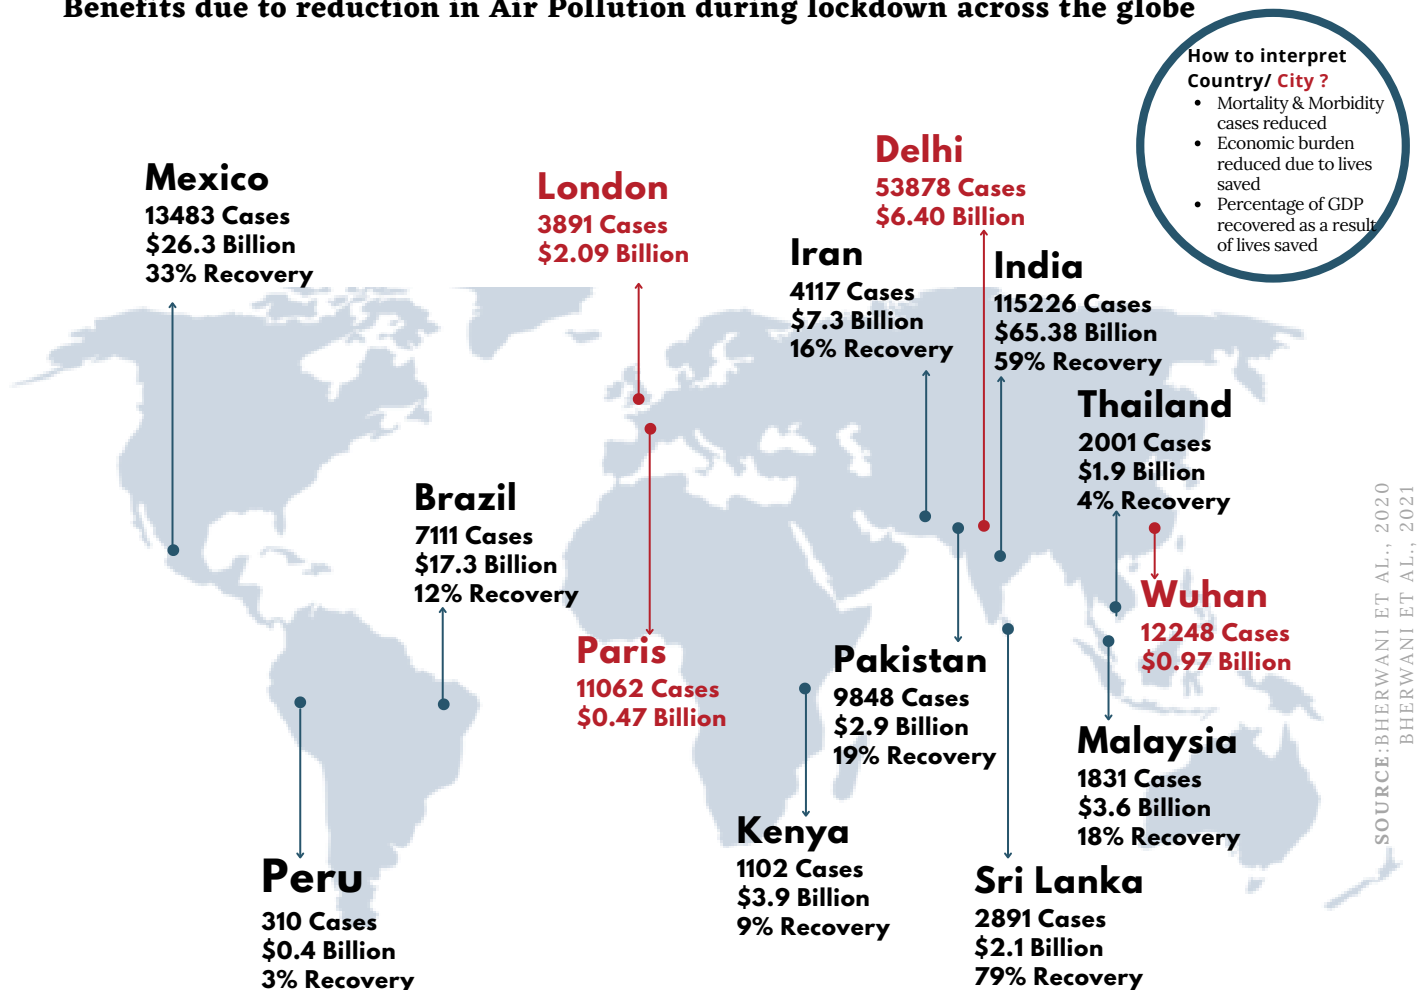 Benefits due to reduction in Air Pollution during lockdown across the globe
How to interpret
Country/ City ?
• Mortality & Morbidity
cases reduced
• Economic burden
reduced due to lives
saved
• Percentage of GDP
recovered as a result
of lives saved
Mexico
13483 Cases
$26.3 Billion
33% Recovery
London
3891 Cases
$2.09 Billion
Delhi
53878 Cases
$6.40 Billion
Iran
4117 Cases
$7.3 Billion
16% Recovery
India
115226 Cases
$65.38 Billion
59% Recovery
Thailand
2001 Cases
$1.9 Billion
4% Recovery
Brazil
7111 Cases
$17.3 Billion
12% Recovery
Wuhan
12248 Cases
$0.97 Billion
Paris
11062 Cases
$0.47 Billion
Pakistan
9848 Cases
$2.9 Billion
19% Recovery
Malaysia
1831 Cases
$3.6 Billion
18% Recovery
Kenya
1102 Cases
$3.9 Billion
9% Recovery
Peru
310 Cases
$0.4 Billion
3% Recovery
Sri Lanka
2891 Cases
$2.1 Billion
79% Recovery
SOURCE:BHERWANI ET AL., 2020
BHERWANI ET AL., 2021